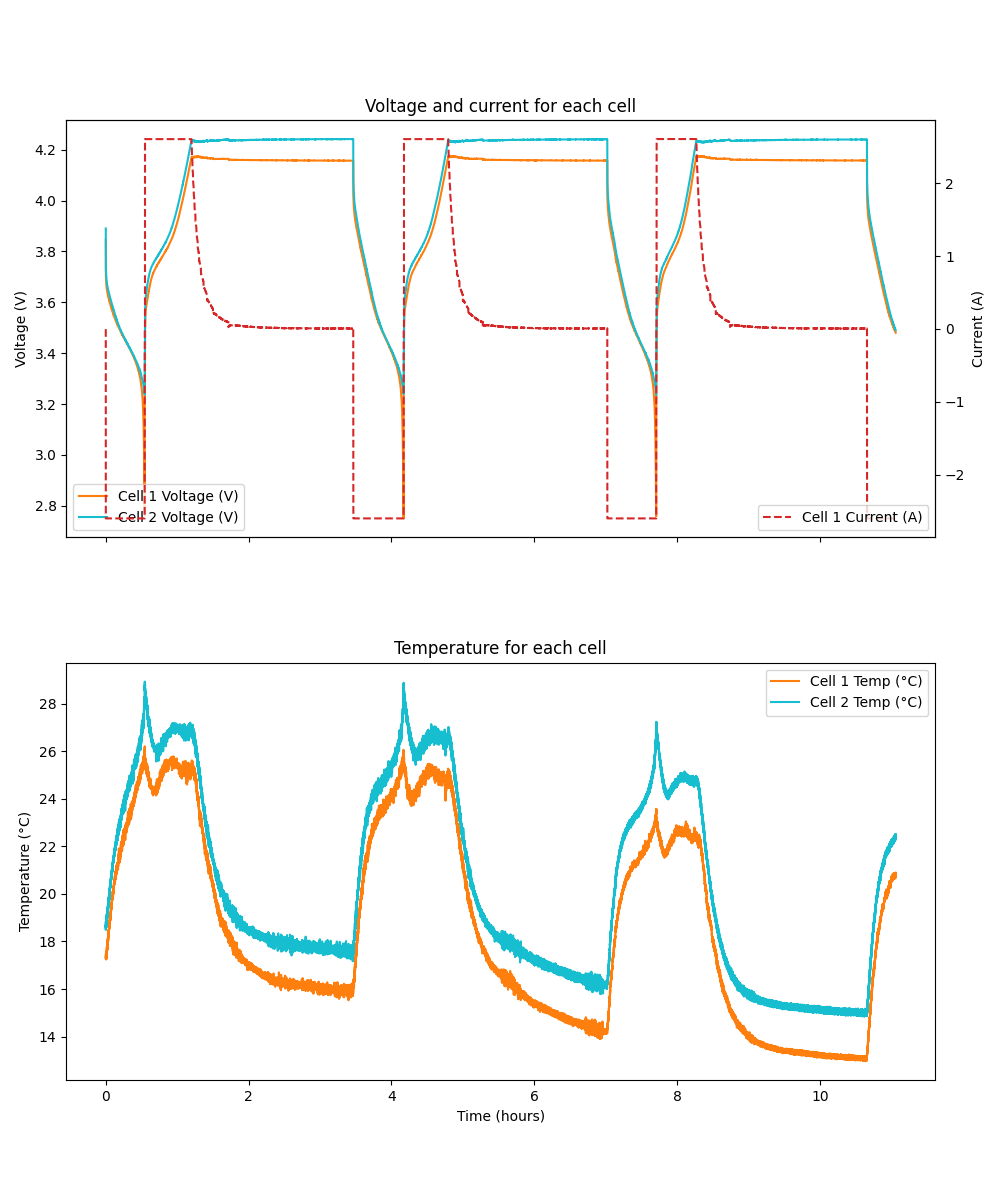 Voltage and current for each cell
4.2
4.0
3.8
3.6
3.4
3.2
3.0
2.8
Voltage (V)
2
1
0
−1
−2
Current (A)
Cell 1 Voltage (V)
Cell 2 Voltage (V)
Cell 1 Current (A)
Temperature for each cell
28
26
24
22
20
18
16
14
Temperature (°C)
Cell 1 Temp (°C)
Cell 2 Temp (°C)
0 2 4 6 8 10
Time (hours)